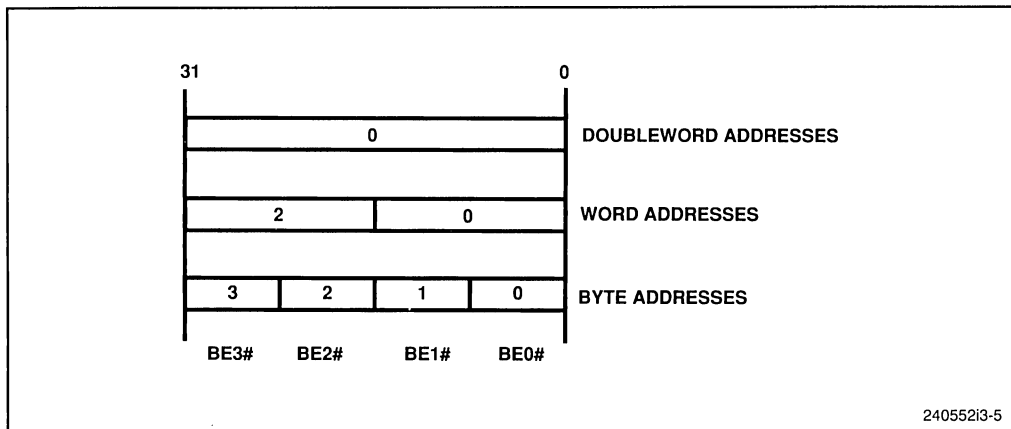 31 0
0 DOUBLEWORD ADDRESSES
2 0 WORD ADDRESSES
3 2 1 0 BYTE ADDRESSES
BE3# BE2# BE1# BE0#
240552i3-5